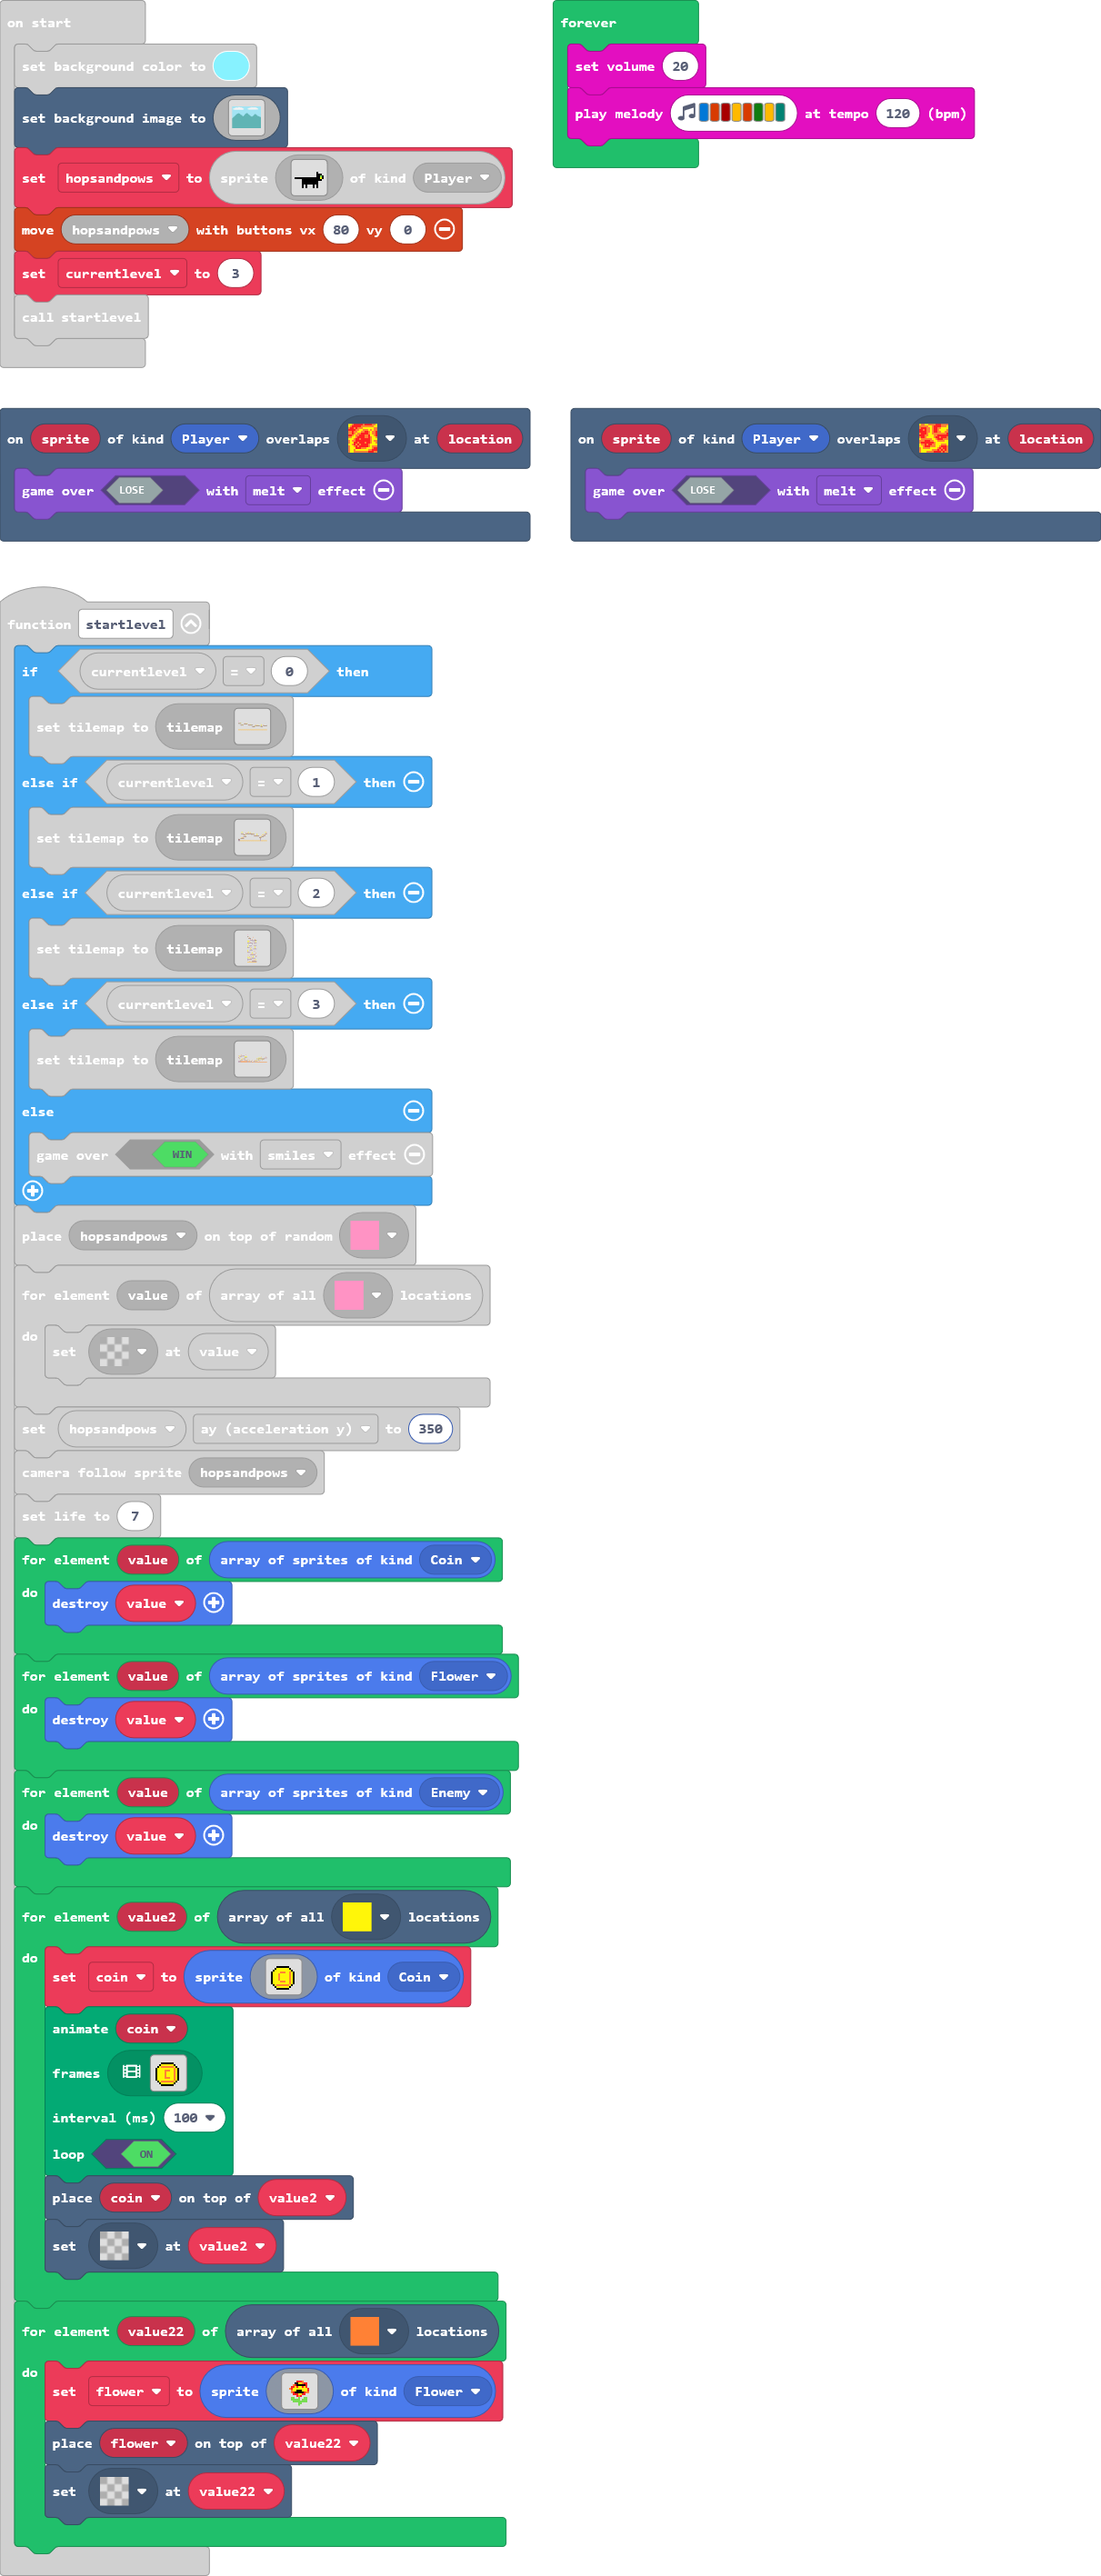 on start
set background color to
set background image to
set hopsandpows to sprite of kind Player
move hopsandpows with buttons vx 80 vy 0
set currentlevel to 3
call startlevel
forever
set volume 20
play melody at tempo 120 (bpm)
on sprite of kind Player overlaps at location
game over LOSE with melt effect
on sprite of kind Player overlaps at location
game over LOSE with melt effect
function startlevel
if currentlevel = 0 then
set tilemap to tilemap
else if currentlevel = 1 then
set tilemap to tilemap
else if currentlevel = 2 then
set tilemap to tilemap
else if currentlevel = 3 then
set tilemap to tilemap
else
game over WIN with smiles effect
place hopsandpows on top of random
for element value of array of all locations
do
set at value
set hopsandpows ay (acceleration y) to 350
camera follow sprite hopsandpows
set life to 7
for element value of array of sprites of kind Coin
do
destroy value
for element value of array of sprites of kind Flower
do
destroy value
for element value of array of sprites of kind Enemy
do
destroy value
for element value2 of array of all locations
do
set coin to sprite of kind Coin
animate coin
frames
interval (ms) 100
loop ON
place coin on top of value2
set at value2
for element value22 of array of all locations
do
set flower to sprite of kind Flower
place flower on top of value22
set at value22